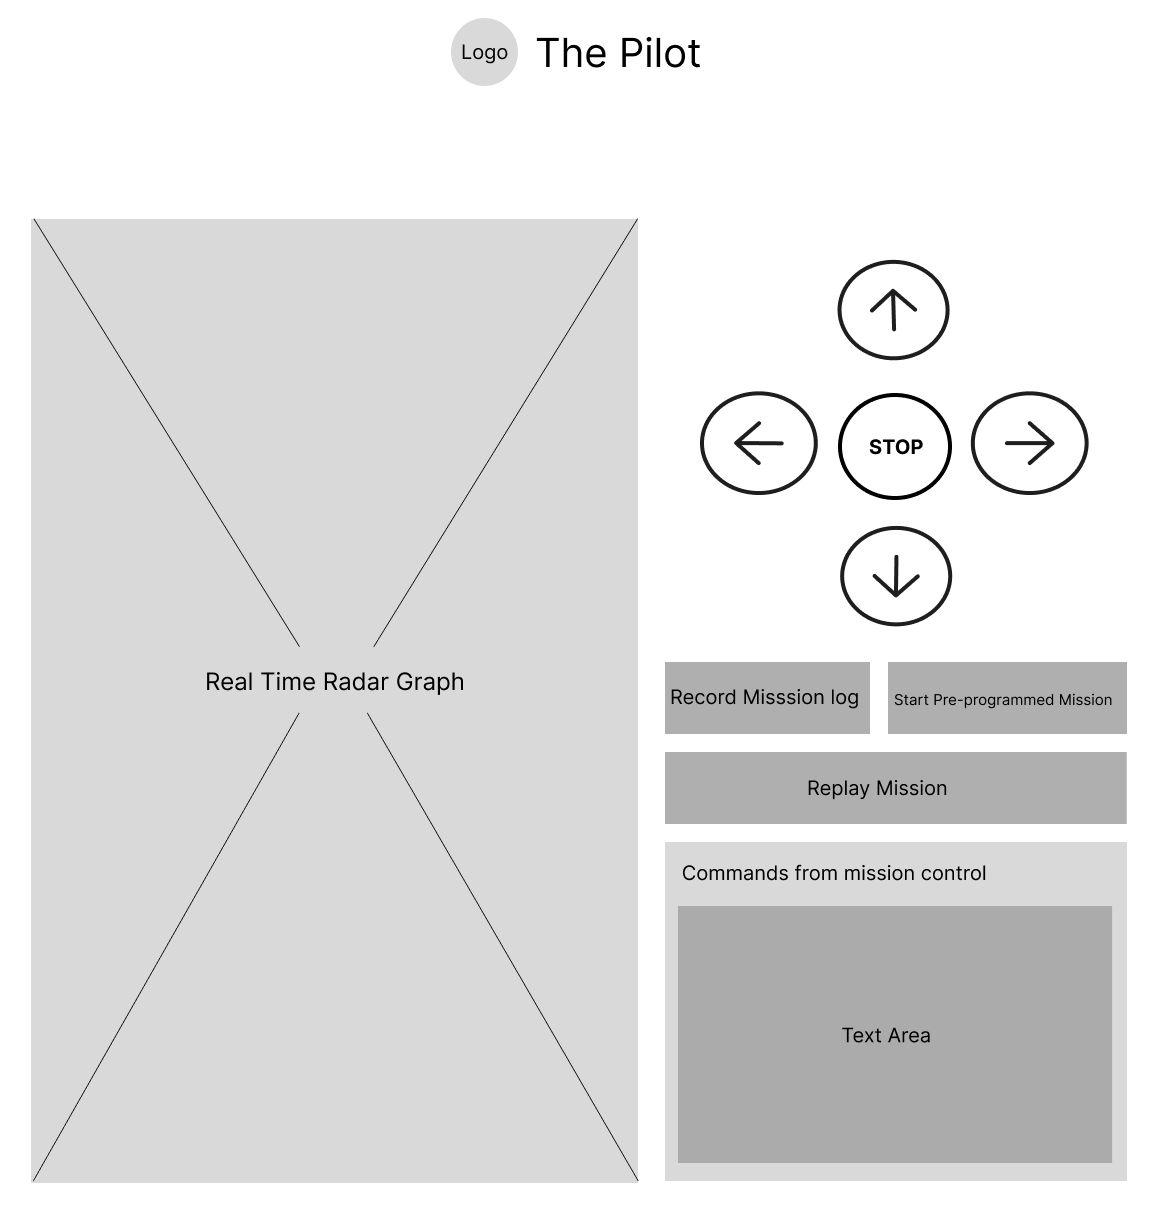 Logo
The Pilot
Real Time Radar Graph
STOP
Record Misssion log
Start Pre-programmed Mission
Replay Mission
Commands from mission control
Text Area